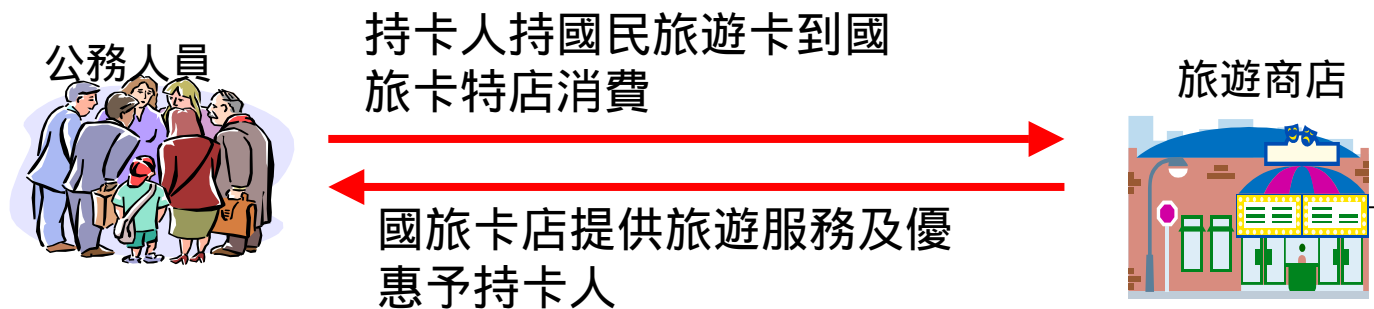 公務人員
持卡人持國民旅遊卡到國
旅卡特店消費
旅遊商店
國旅卡店提供旅遊服務及優
惠予持卡人